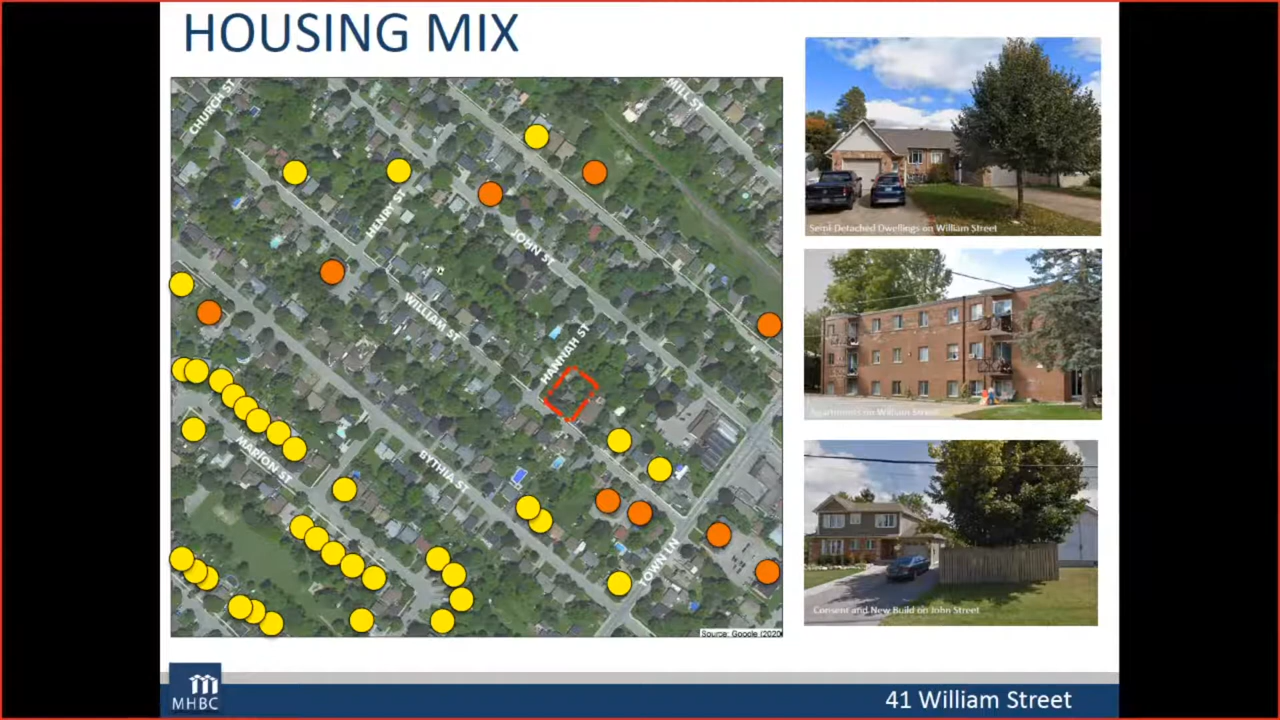 HOUSING MIX
CHURCH ST
MILL ST
HENRY ST
JOHN ST
WILLIAM ST
HANNAH ST
MARION ST
BYTHIA ST
TOWN LN
Source: Google (2020
Semi-Detached Dwellings on William Street
Apartments on William Street
Consent and New Build on John Street
MHBC
41 William Street